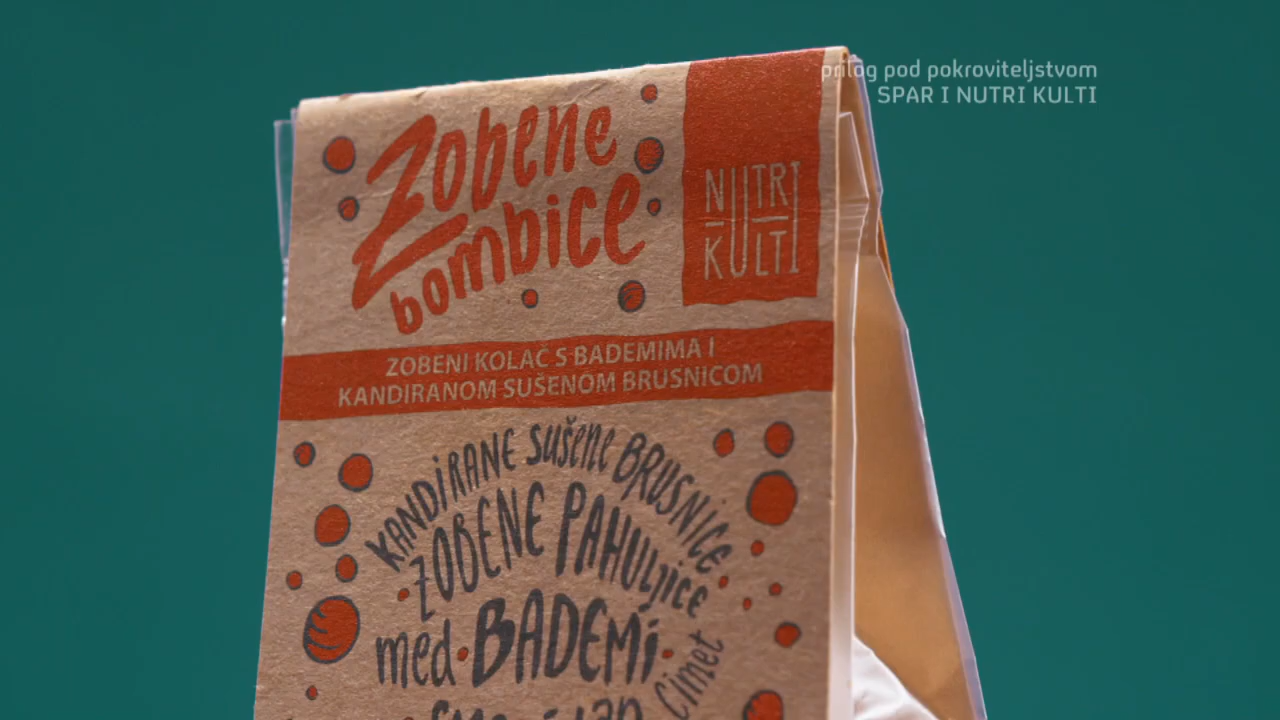 prilog pod pokroviteljstvom
SPAR I NUTRI KULTI
Zobene
bombice
NUTRI
KULTI
ZOBENI KOLAČ S BADEMIMA I
KANDIRANOM SUŠENOM BRUSNICOM
KANDIRANE SUŠENE BRUSNICE
ZOBENE PAHULJICE
med BADEMI
Cimet